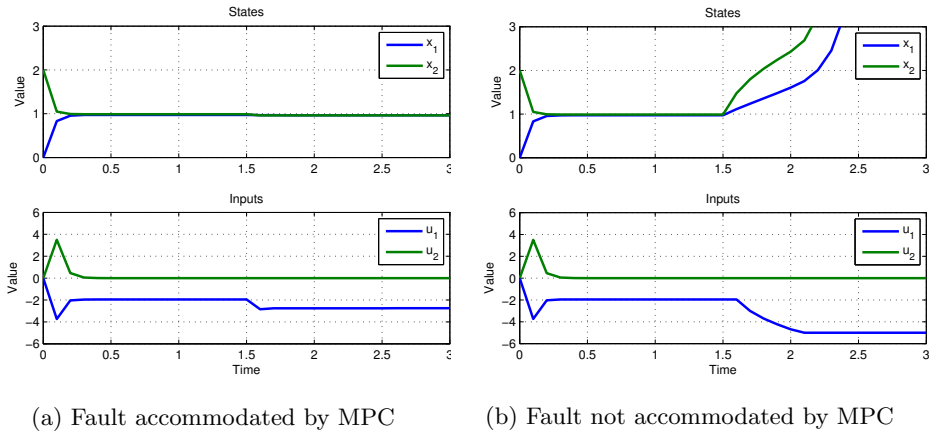 States
Value
3
2
1
0
0 0.5 1 1.5 2 2.5 3
x1
x2
Inputs
Value
6
4
2
0
−2
−4
−6
0 0.5 1 1.5 2 2.5 3
Time
u1
u2
(a) Fault accommodated by MPC
States
Value
3
2
1
0
0 0.5 1 1.5 2 2.5 3
x1
x2
Inputs
Value
6
4
2
0
−2
−4
−6
0 0.5 1 1.5 2 2.5 3
Time
u1
u2
(b) Fault not accommodated by MPC